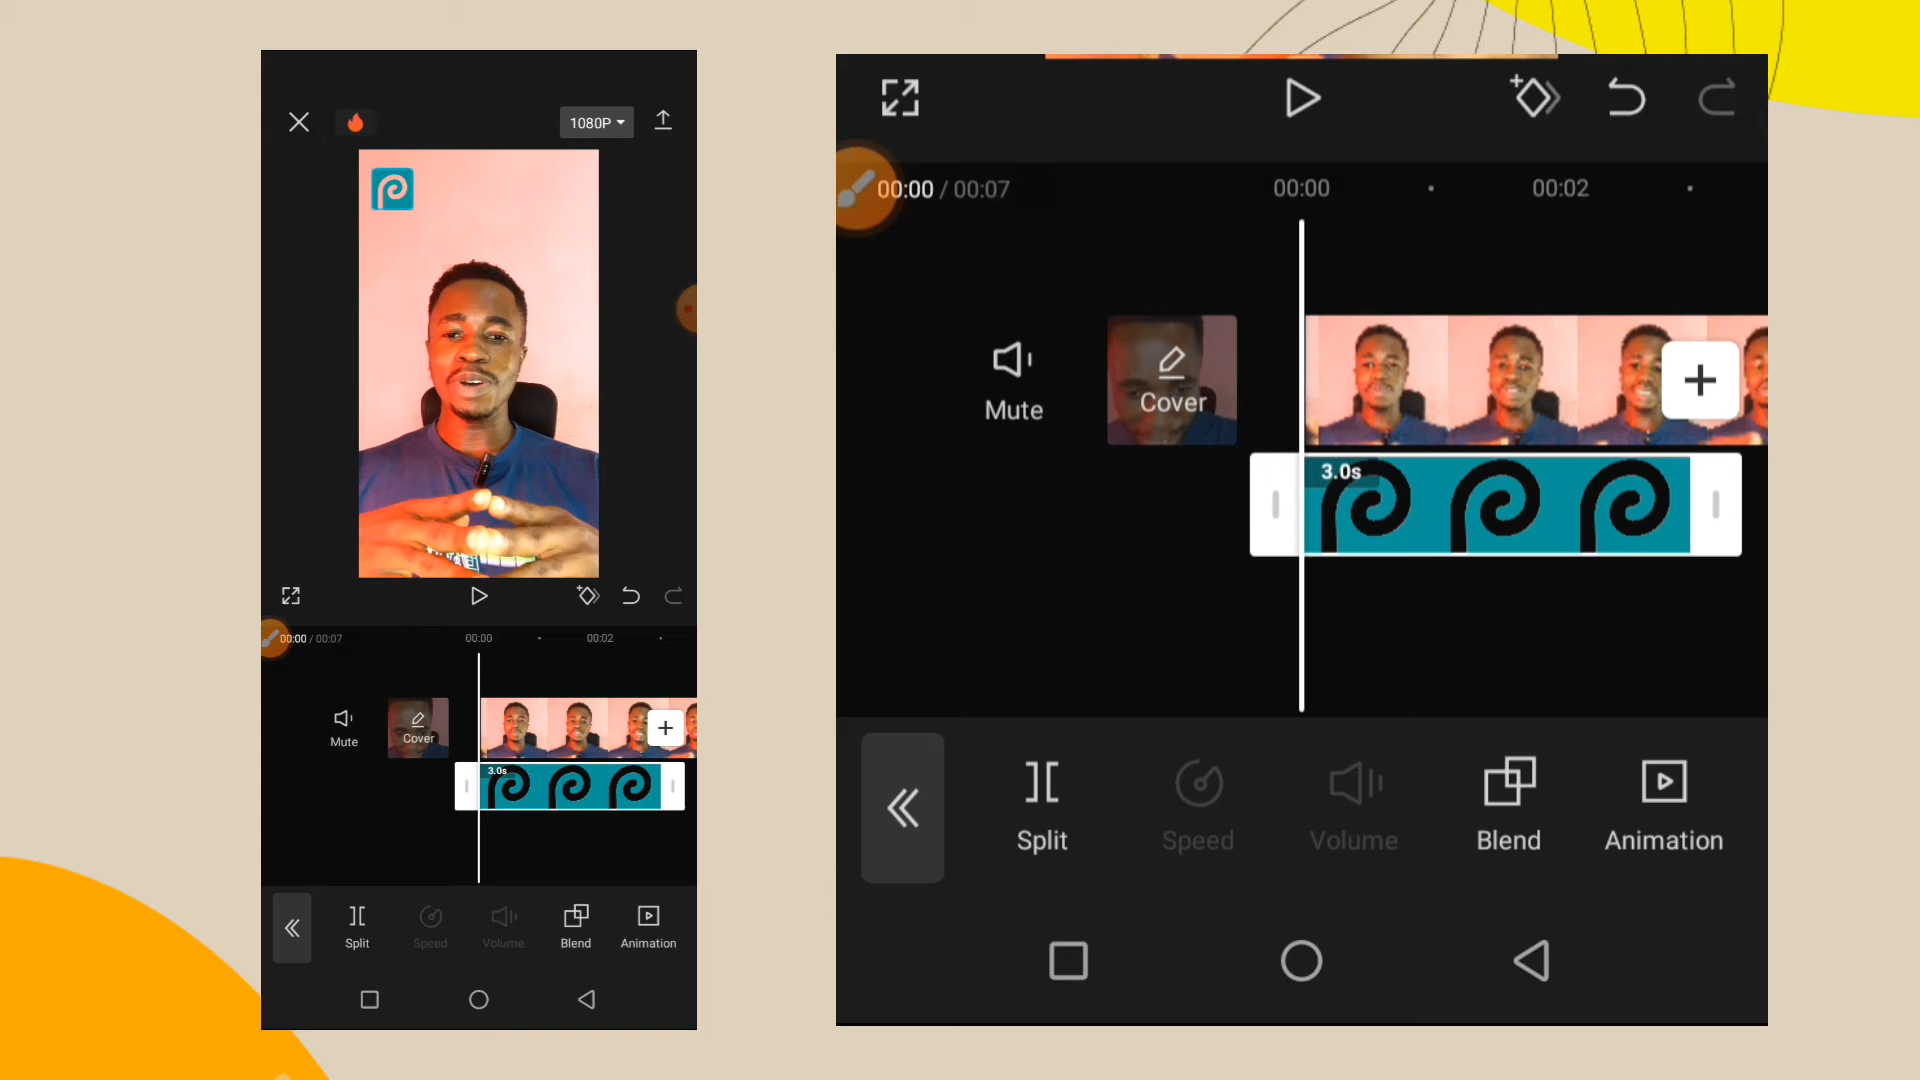 1080P
00:00 / 00:07
00:00
00:02
Mute
Cover
3.0s
Split
Speed
Volume
Blend
Animation
00:00 / 00:07
00:00
00:02
Mute
Cover
3.0s
Split
Speed
Volume
Blend
Animation